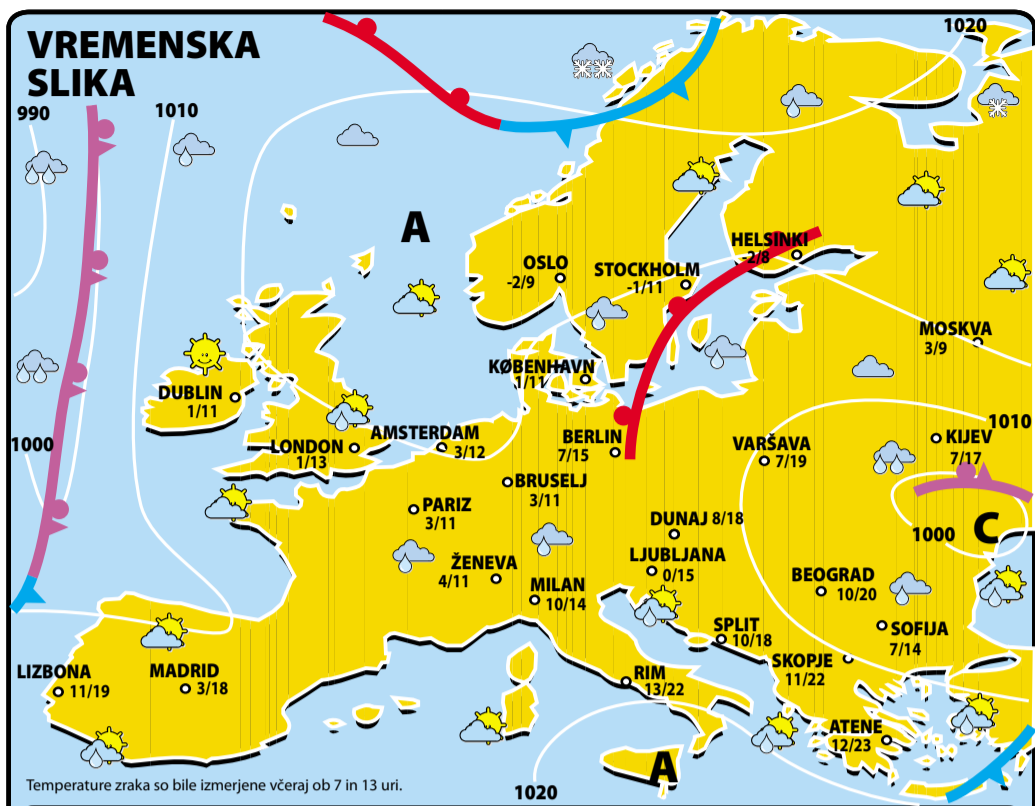 VREMENSKA
SLIKA
1020
990
1010
A
HELSINKI
-2/8
OSLO
-2/9
STOCKHOLM
-1/11
MOSKVA
3/9
KØBENHAVN
1/11
DUBLIN
1/11
1010
1000
LONDON
1/13
AMSTERDAM
3/12
BERLIN
7/15
VARŠAVA
7/19
KIJEV
7/17
BRUSELJ
3/11
PARIZ
3/11
DUNAJ 8/18
1000
C
ŽENEVA
4/11
LJUBLJANA
0/15
MILAN
10/14
BEOGRAD
10/20
SPLIT
10/18
SOFIJA
7/14
LIZBONA
11/19
MADRID
3/18
RIM
13/22
SKOPJE
11/22
ATENE
12/23
A
Temperature zraka so bile izmerjene včeraj ob 7 in 13 uri.
1020